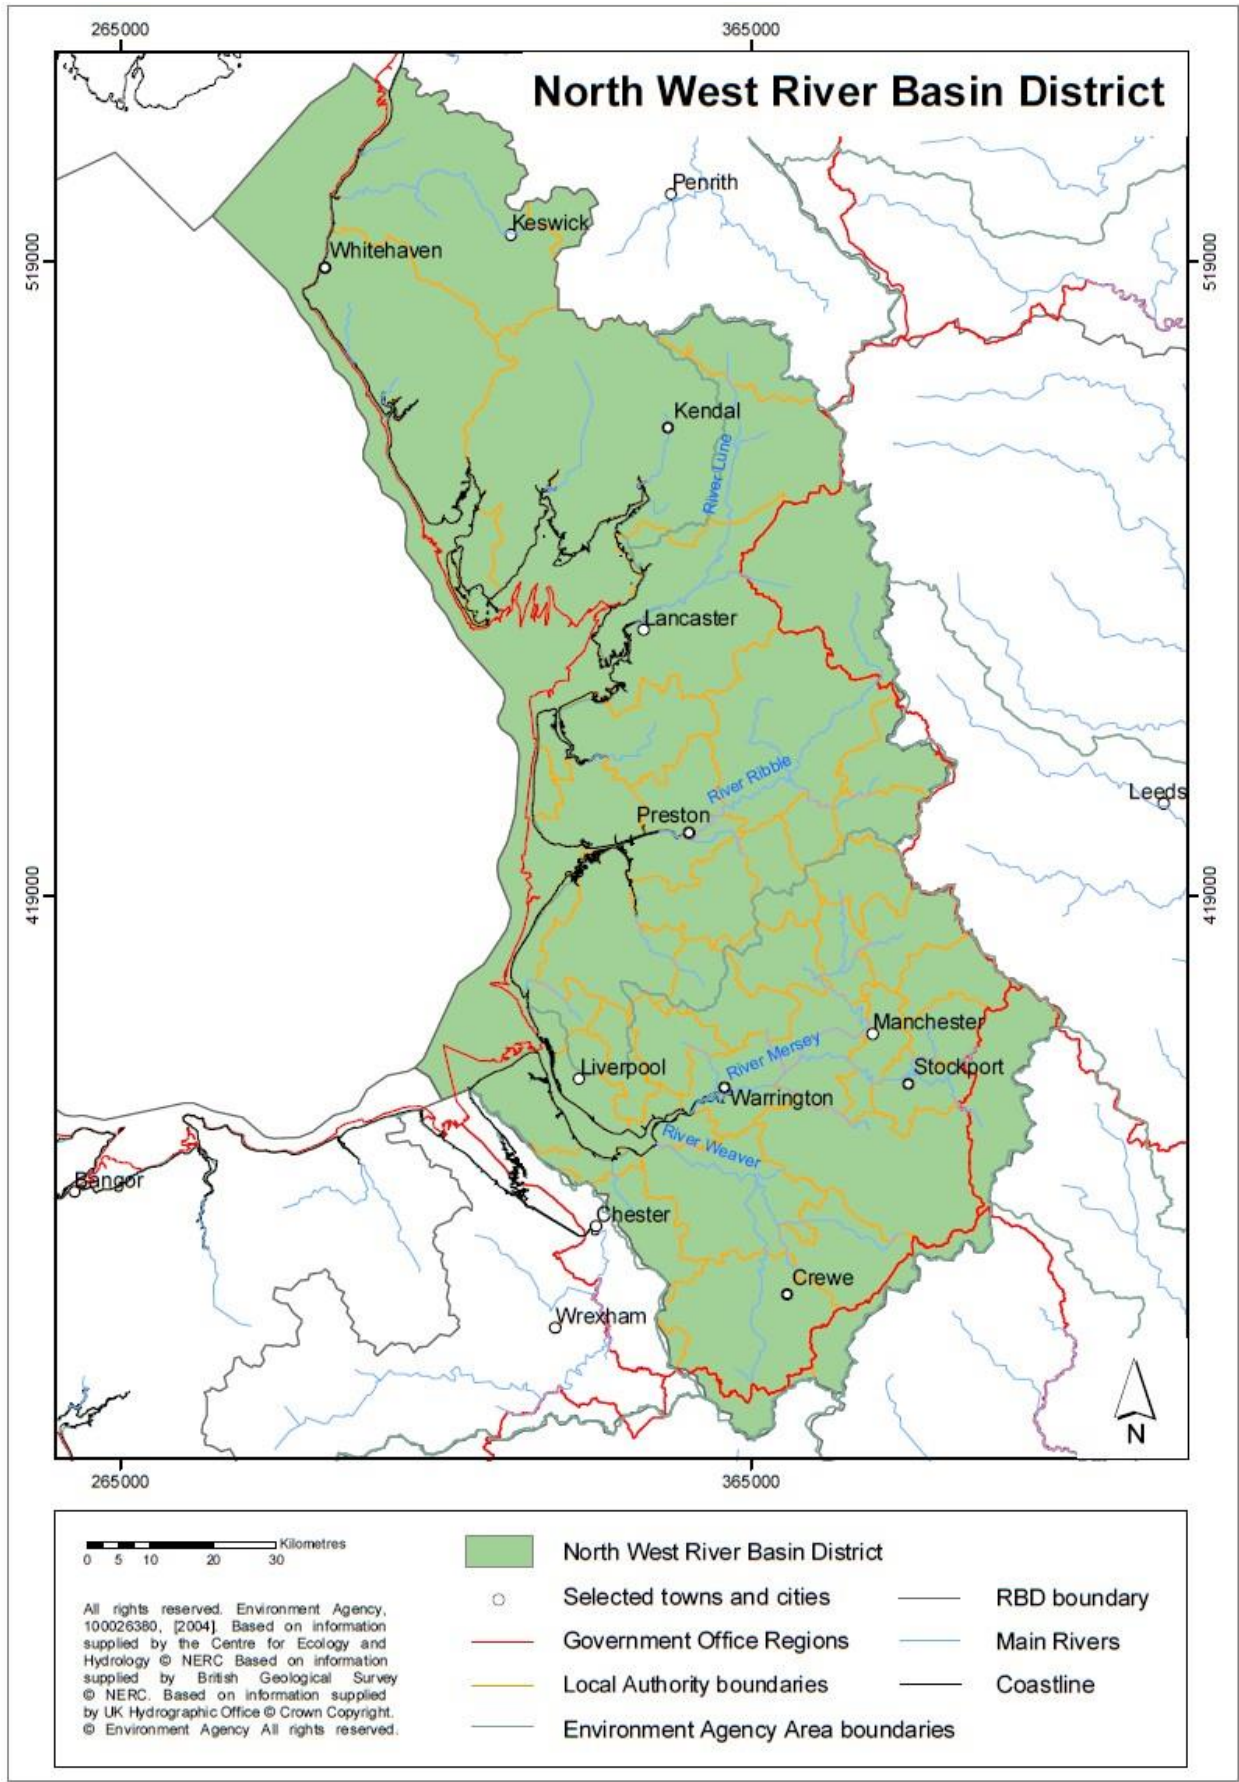 265000
365000
North West River Basin District
Penrith
Keswick
Whitehaven
519000
519000
Kendal
River Lune
Lancaster
River Ribble
Leeds
Preston
419000
419000
Manchester
River Mersey
Liverpool
Stockport
Warrington
River Weaver
Bangor
Chester
Crewe
Wrexham
N
265000
365000
Kilometres
0 5 10 20 30
All rights reserved. Environment Agency,
100026380, [2004]. Based on information
supplied by the Centre for Ecology and
Hydrology © NERC Based on information
supplied by British Geological Survey
© NERC. Based on information supplied
by UK Hydrographic Office © Crown Copyright.
© Environment Agency All rights reserved.
North West River Basin District
Selected towns and cities
Government Office Regions
Local Authority boundaries
Environment Agency Area boundaries
RBD boundary
Main Rivers
Coastline